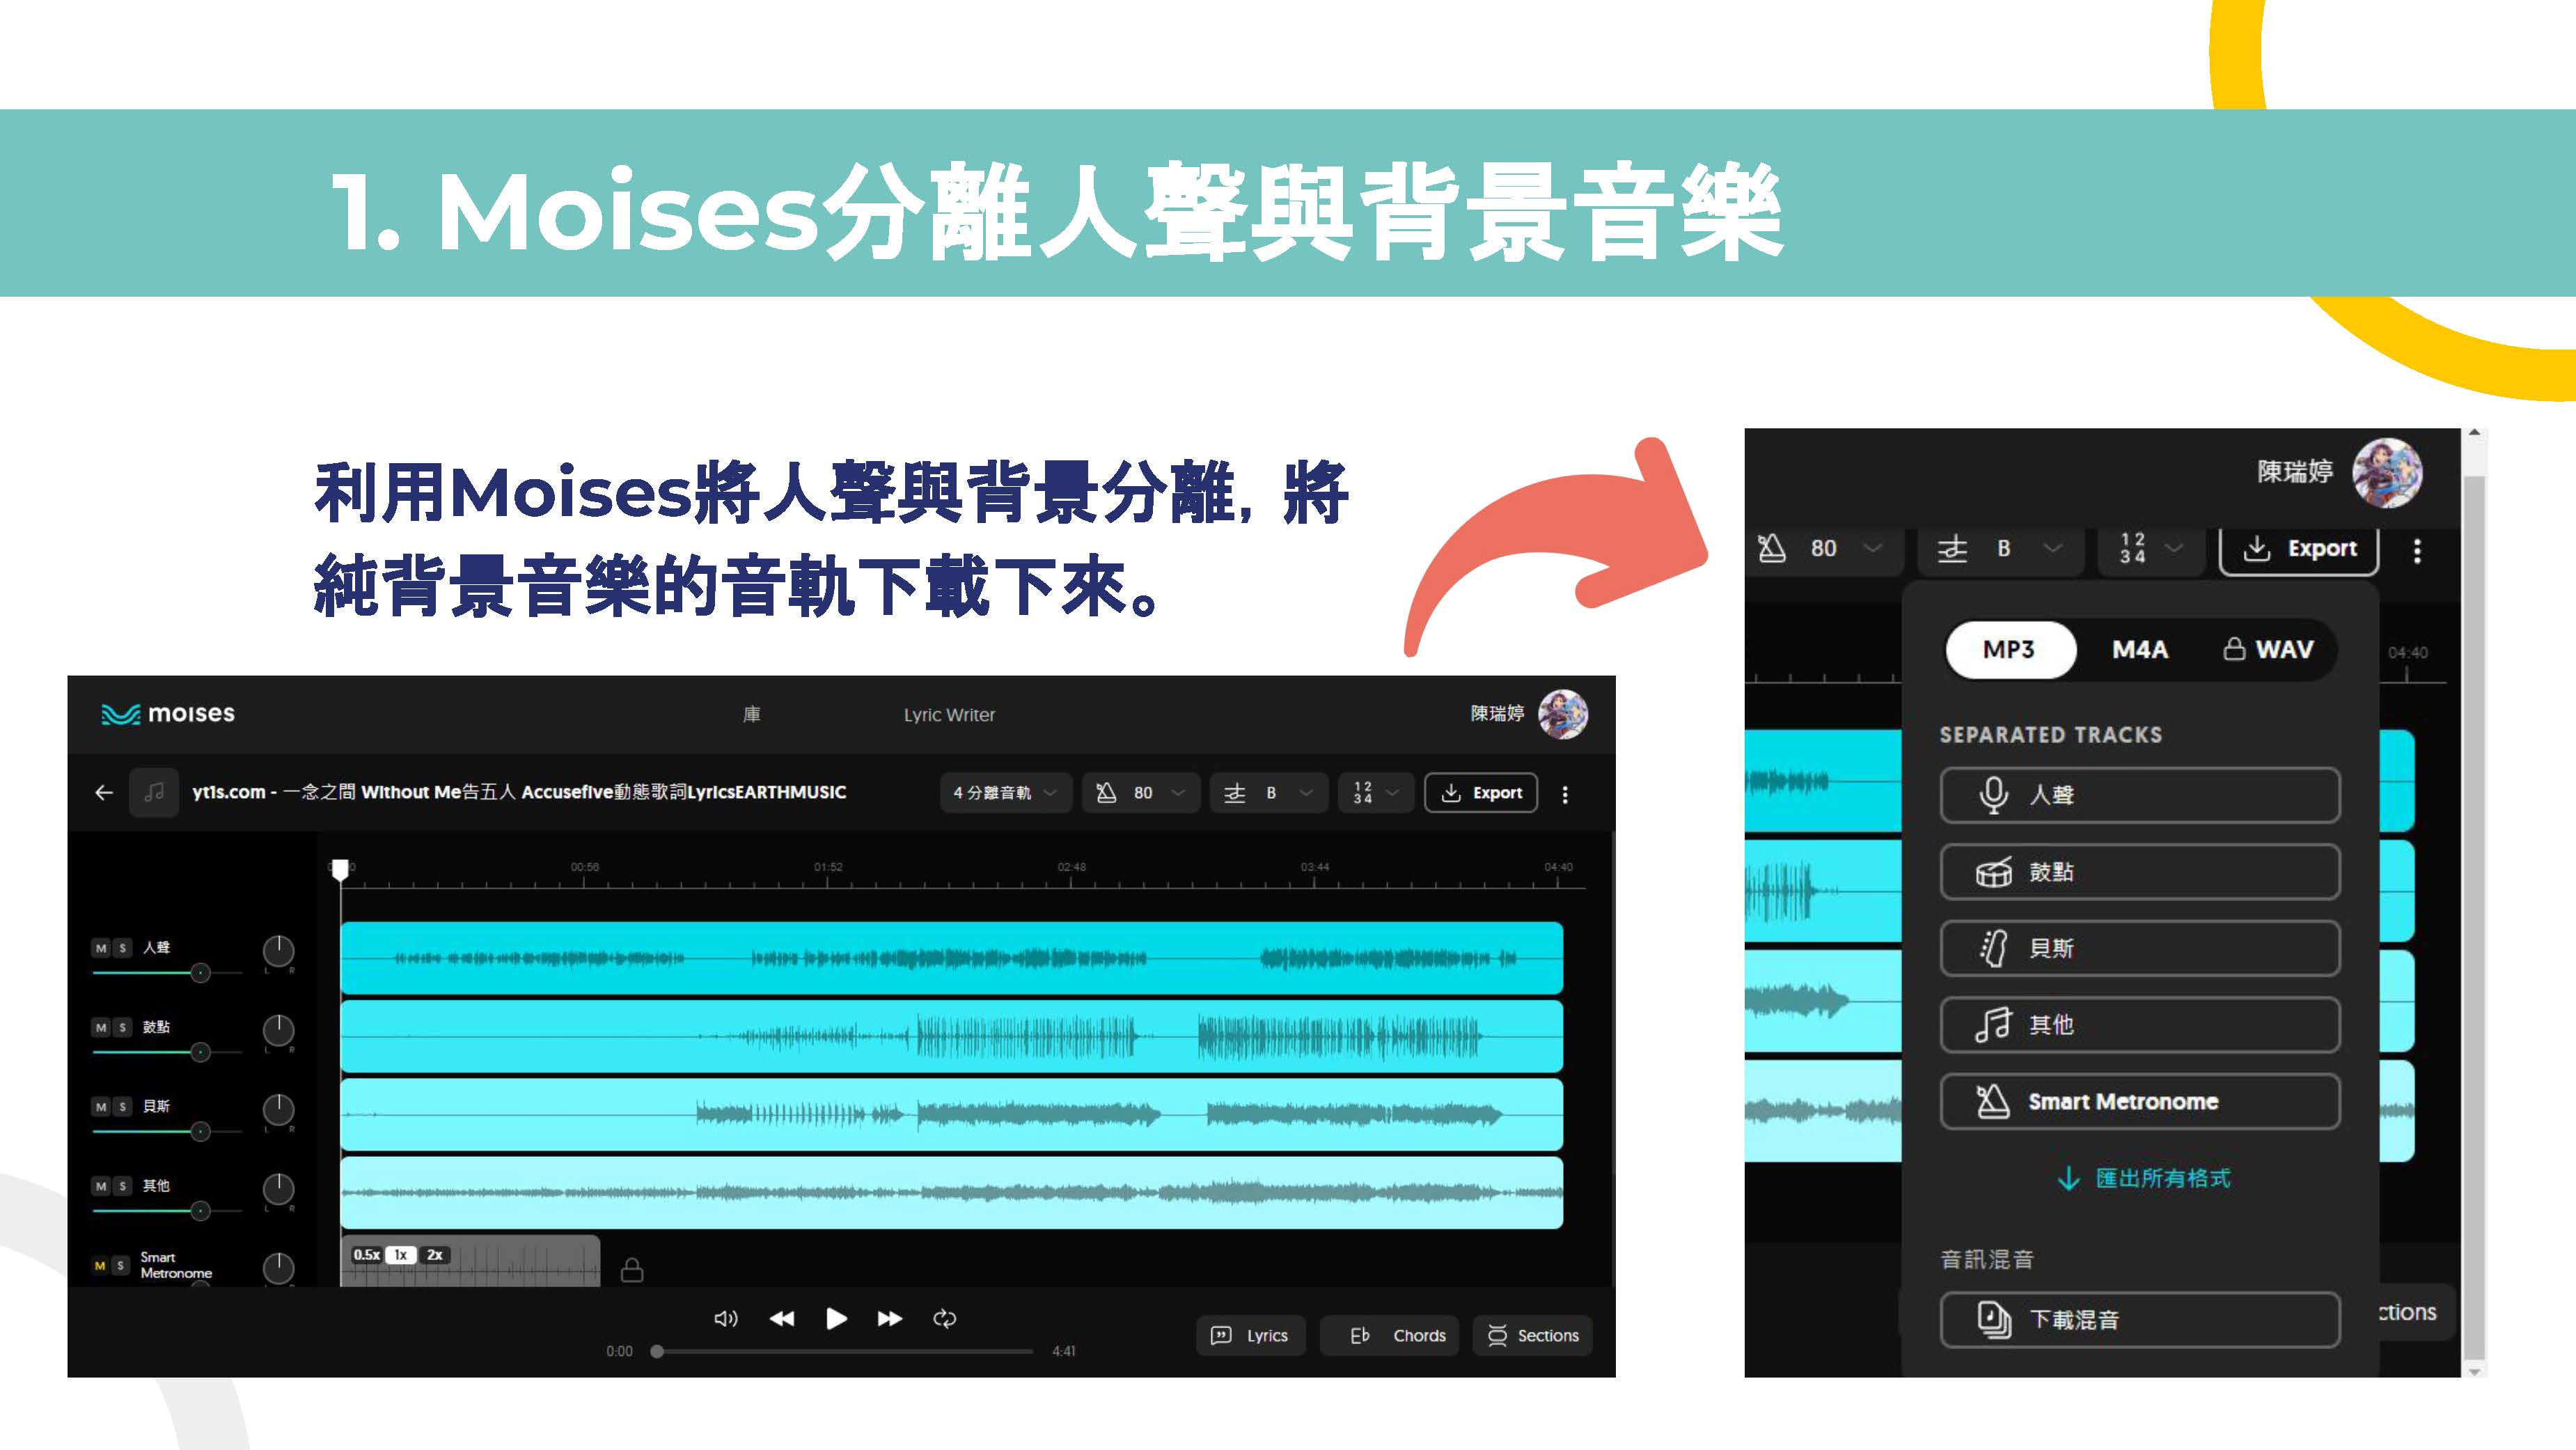 1. Moises分離人聲與背景音樂
利用Moises將人聲與背景分離，將
純背景音樂的音軌下載下來。
moises
庫
Lyric Writer
陳瑞婷
yt1s.com - 一念之間 Without Me告五人 Accusefive動態歌詞LyricsEARTHMUSIC
4 分離音軌
80
B
1 2
3 4
Export
00:56
01:52
02:48
03:44
04:40
M S 人聲
L R
M S 鼓點
L R
M S 貝斯
L R
M S 其他
L R
M S Smart
Metronome
0.5x 1x 2x
0:00
4:41
Lyrics
Eb Chords
Sections
陳瑞婷
80
B
1 2
3 4
Export
MP3
M4A
WAV
04:40
SEPARATED TRACKS
人聲
鼓點
貝斯
其他
Smart Metronome
匯出所有格式
音訊混音
下載混音
ctions